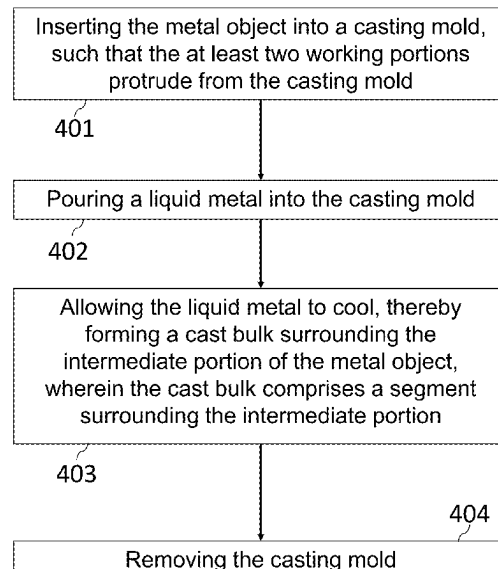 Inserting the metal object into a casting mold,
such that the at least two working portions
protrude from the casting mold
401
Pouring a liquid metal into the casting mold
402
Allowing the liquid metal to cool, thereby
forming a cast bulk surrounding the
intermediate portion of the metal object,
wherein the cast bulk comprises a segment
surrounding the intermediate portion
403
404
Removing the casting mold